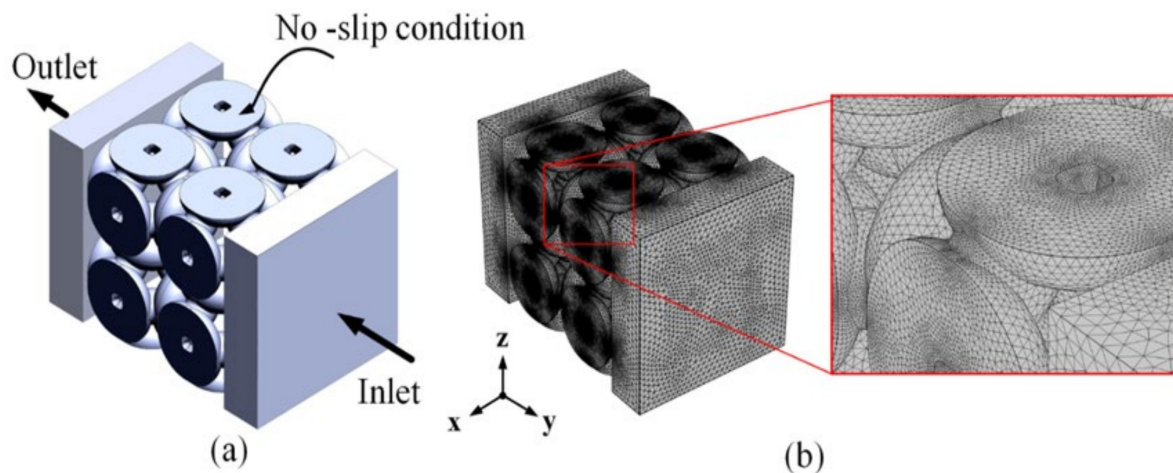 No -slip condition
Outlet
Inlet
(a)
z
x
y
(b)